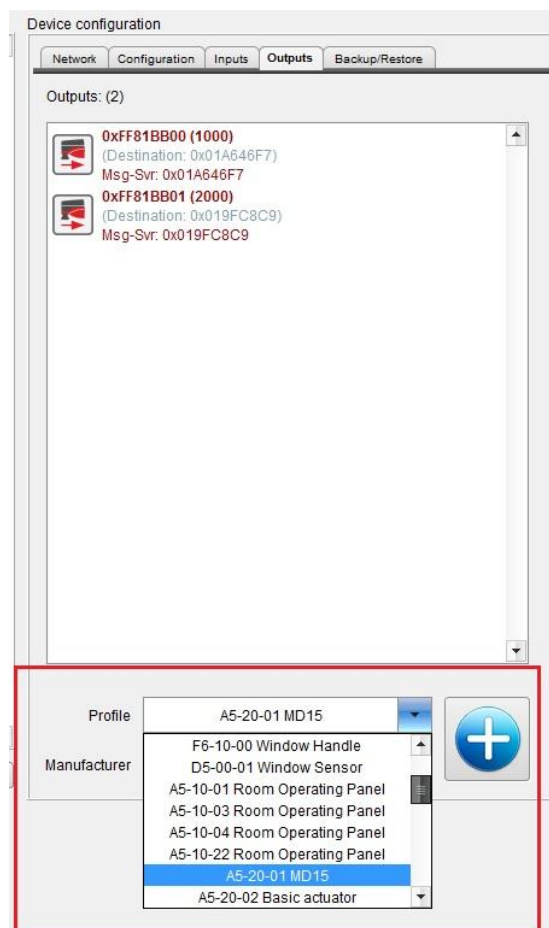 Device configuration
Network Configuration Inputs Outputs Backup/Restore
Outputs: (2)
0xFF81BB00 (1000)
(Destination: 0x01A646F7)
Msg-Svr: 0x01A646F7
0xFF81BB01 (2000)
(Destination: 0x019FC8C9)
Msg-Svr: 0x019FC8C9
Profile A5-20-01 MD15
Manufacturer
F6-10-00 Window Handle
D5-00-01 Window Sensor
A5-10-01 Room Operating Panel
A5-10-03 Room Operating Panel
A5-10-04 Room Operating Panel
A5-10-22 Room Operating Panel
A5-20-01 MD15
A5-20-02 Basic actuator